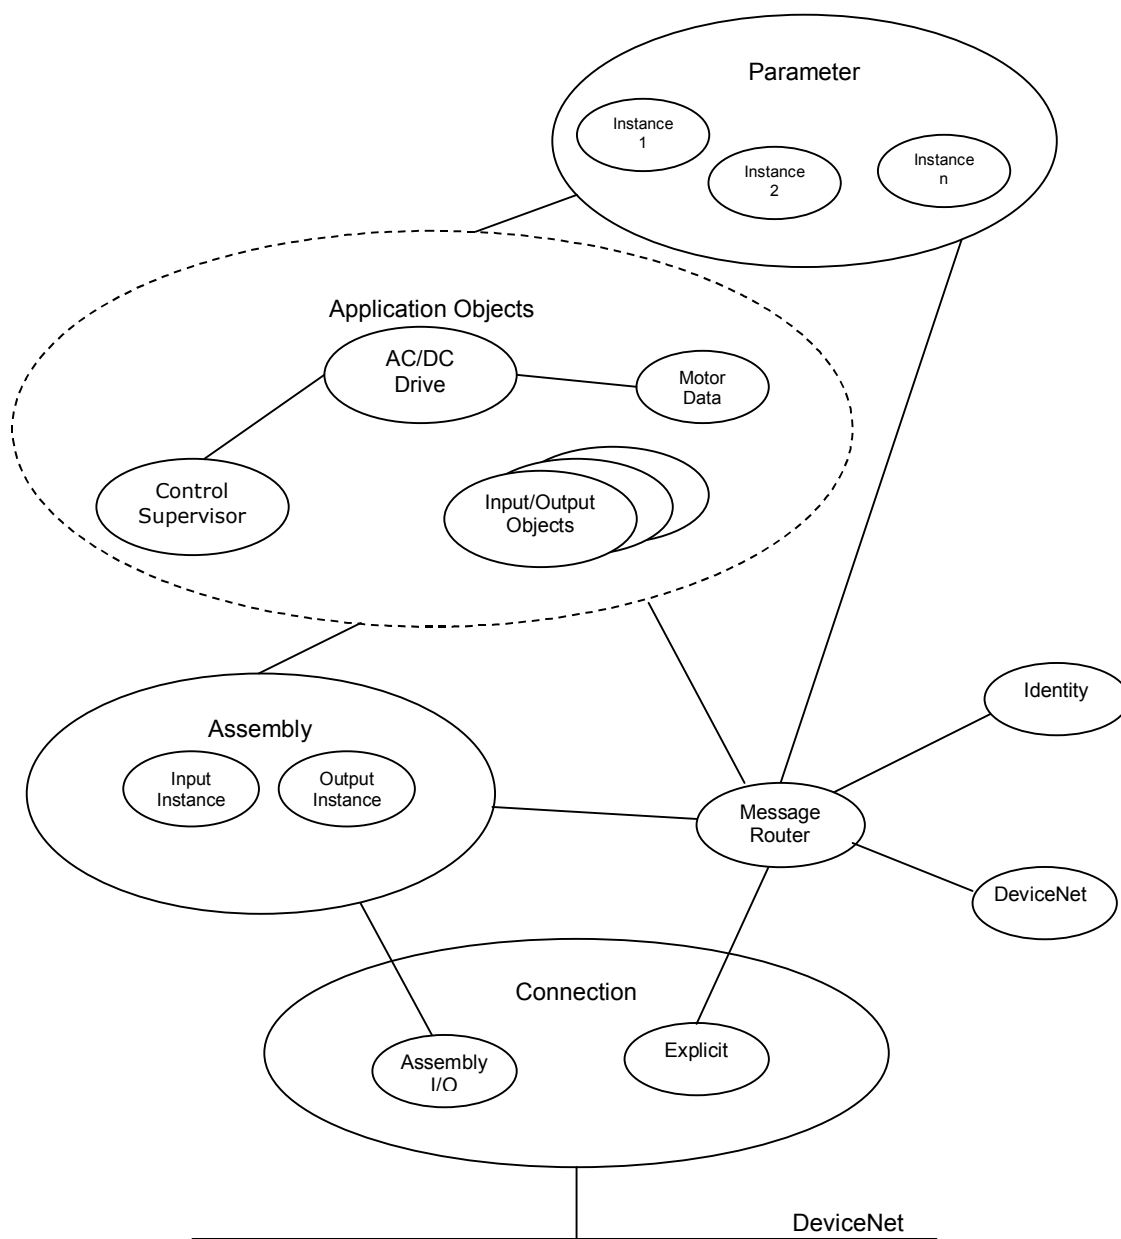 Parameter
Instance
1
Instance
2
Instance
n
Application Objects
AC/DC
Drive
Motor
Data
Control
Supervisor
Input/Output
Objects
Assembly
Input
Instance
Output
Instance
Identity
Message
Router
DeviceNet
Connection
Assembly
I/O
Explicit
DeviceNet